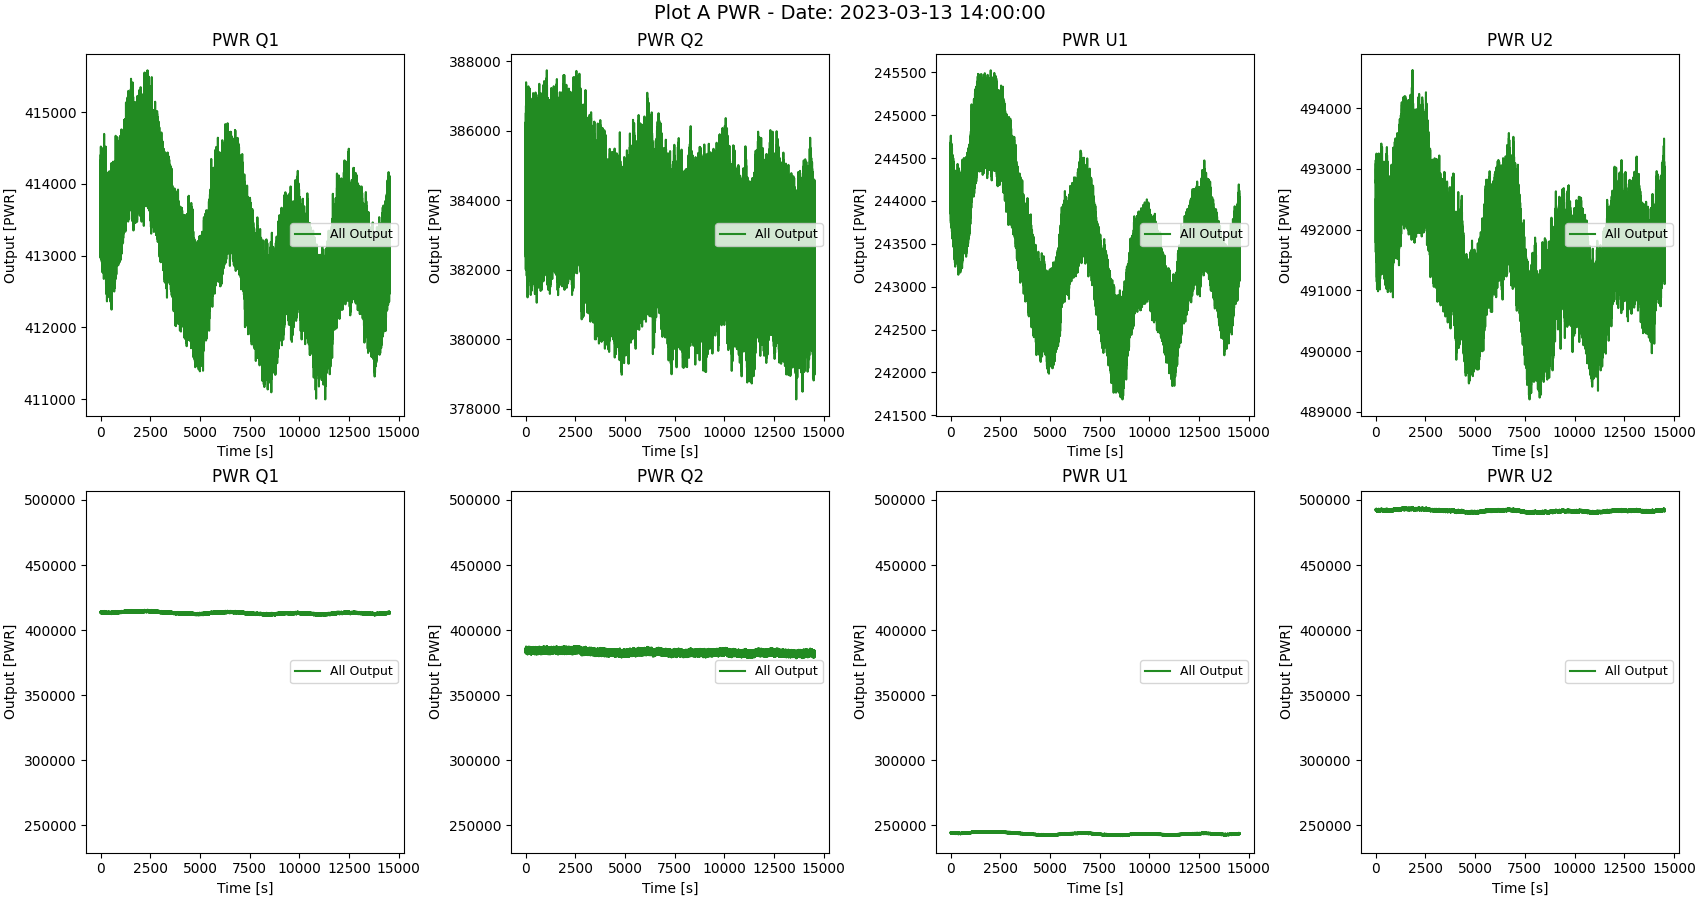 Plot A PWR - Date: 2023-03-13 14:00:00
PWR Q1
Output [PWR]
415000
414000
413000
412000
411000
All Output
0 2500 5000 7500 10000 12500 15000
Time [s]
PWR Q2
Output [PWR]
388000
386000
384000
382000
380000
378000
All Output
0 2500 5000 7500 10000 12500 15000
Time [s]
PWR U1
Output [PWR]
245500
245000
244500
244000
243500
243000
242500
242000
241500
All Output
0 2500 5000 7500 10000 12500 15000
Time [s]
PWR U2
Output [PWR]
494000
493000
492000
491000
490000
489000
All Output
0 2500 5000 7500 10000 12500 15000
Time [s]
PWR Q1
Output [PWR]
500000
450000
400000
350000
300000
250000
All Output
0 2500 5000 7500 10000 12500 15000
Time [s]
PWR Q2
Output [PWR]
500000
450000
400000
350000
300000
250000
All Output
0 2500 5000 7500 10000 12500 15000
Time [s]
PWR U1
Output [PWR]
500000
450000
400000
350000
300000
250000
All Output
0 2500 5000 7500 10000 12500 15000
Time [s]
PWR U2
Output [PWR]
500000
450000
400000
350000
300000
250000
All Output
0 2500 5000 7500 10000 12500 15000
Time [s]